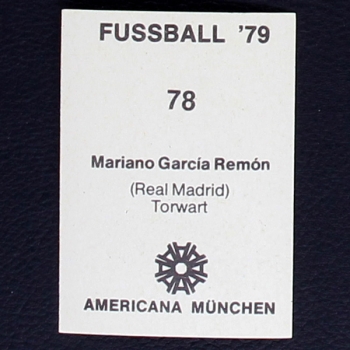 FUSSBALL '79
78
Mariano García Remón
(Real Madrid)
Torwart
AMERICANA MÜNCHEN